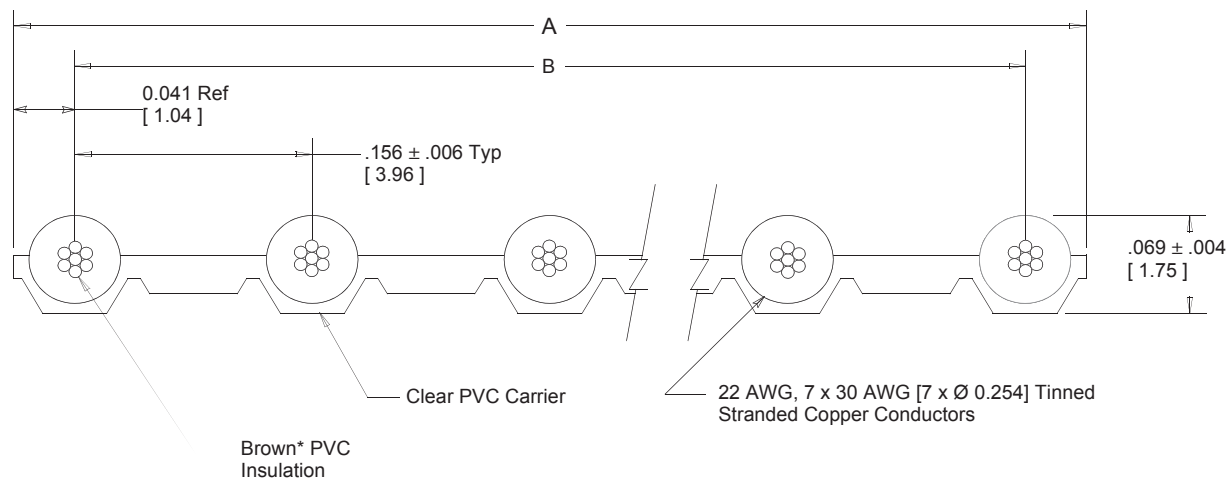 A
B
0.041 Ref
[ 1.04 ]
.156 ± .006 Typ
[ 3.96 ]
.069 ± .004
[ 1.75 ]
Clear PVC Carrier
22 AWG, 7 x 30 AWG [7 x Ø 0.254] Tinned
Stranded Copper Conductors
Brown* PVC
Insulation